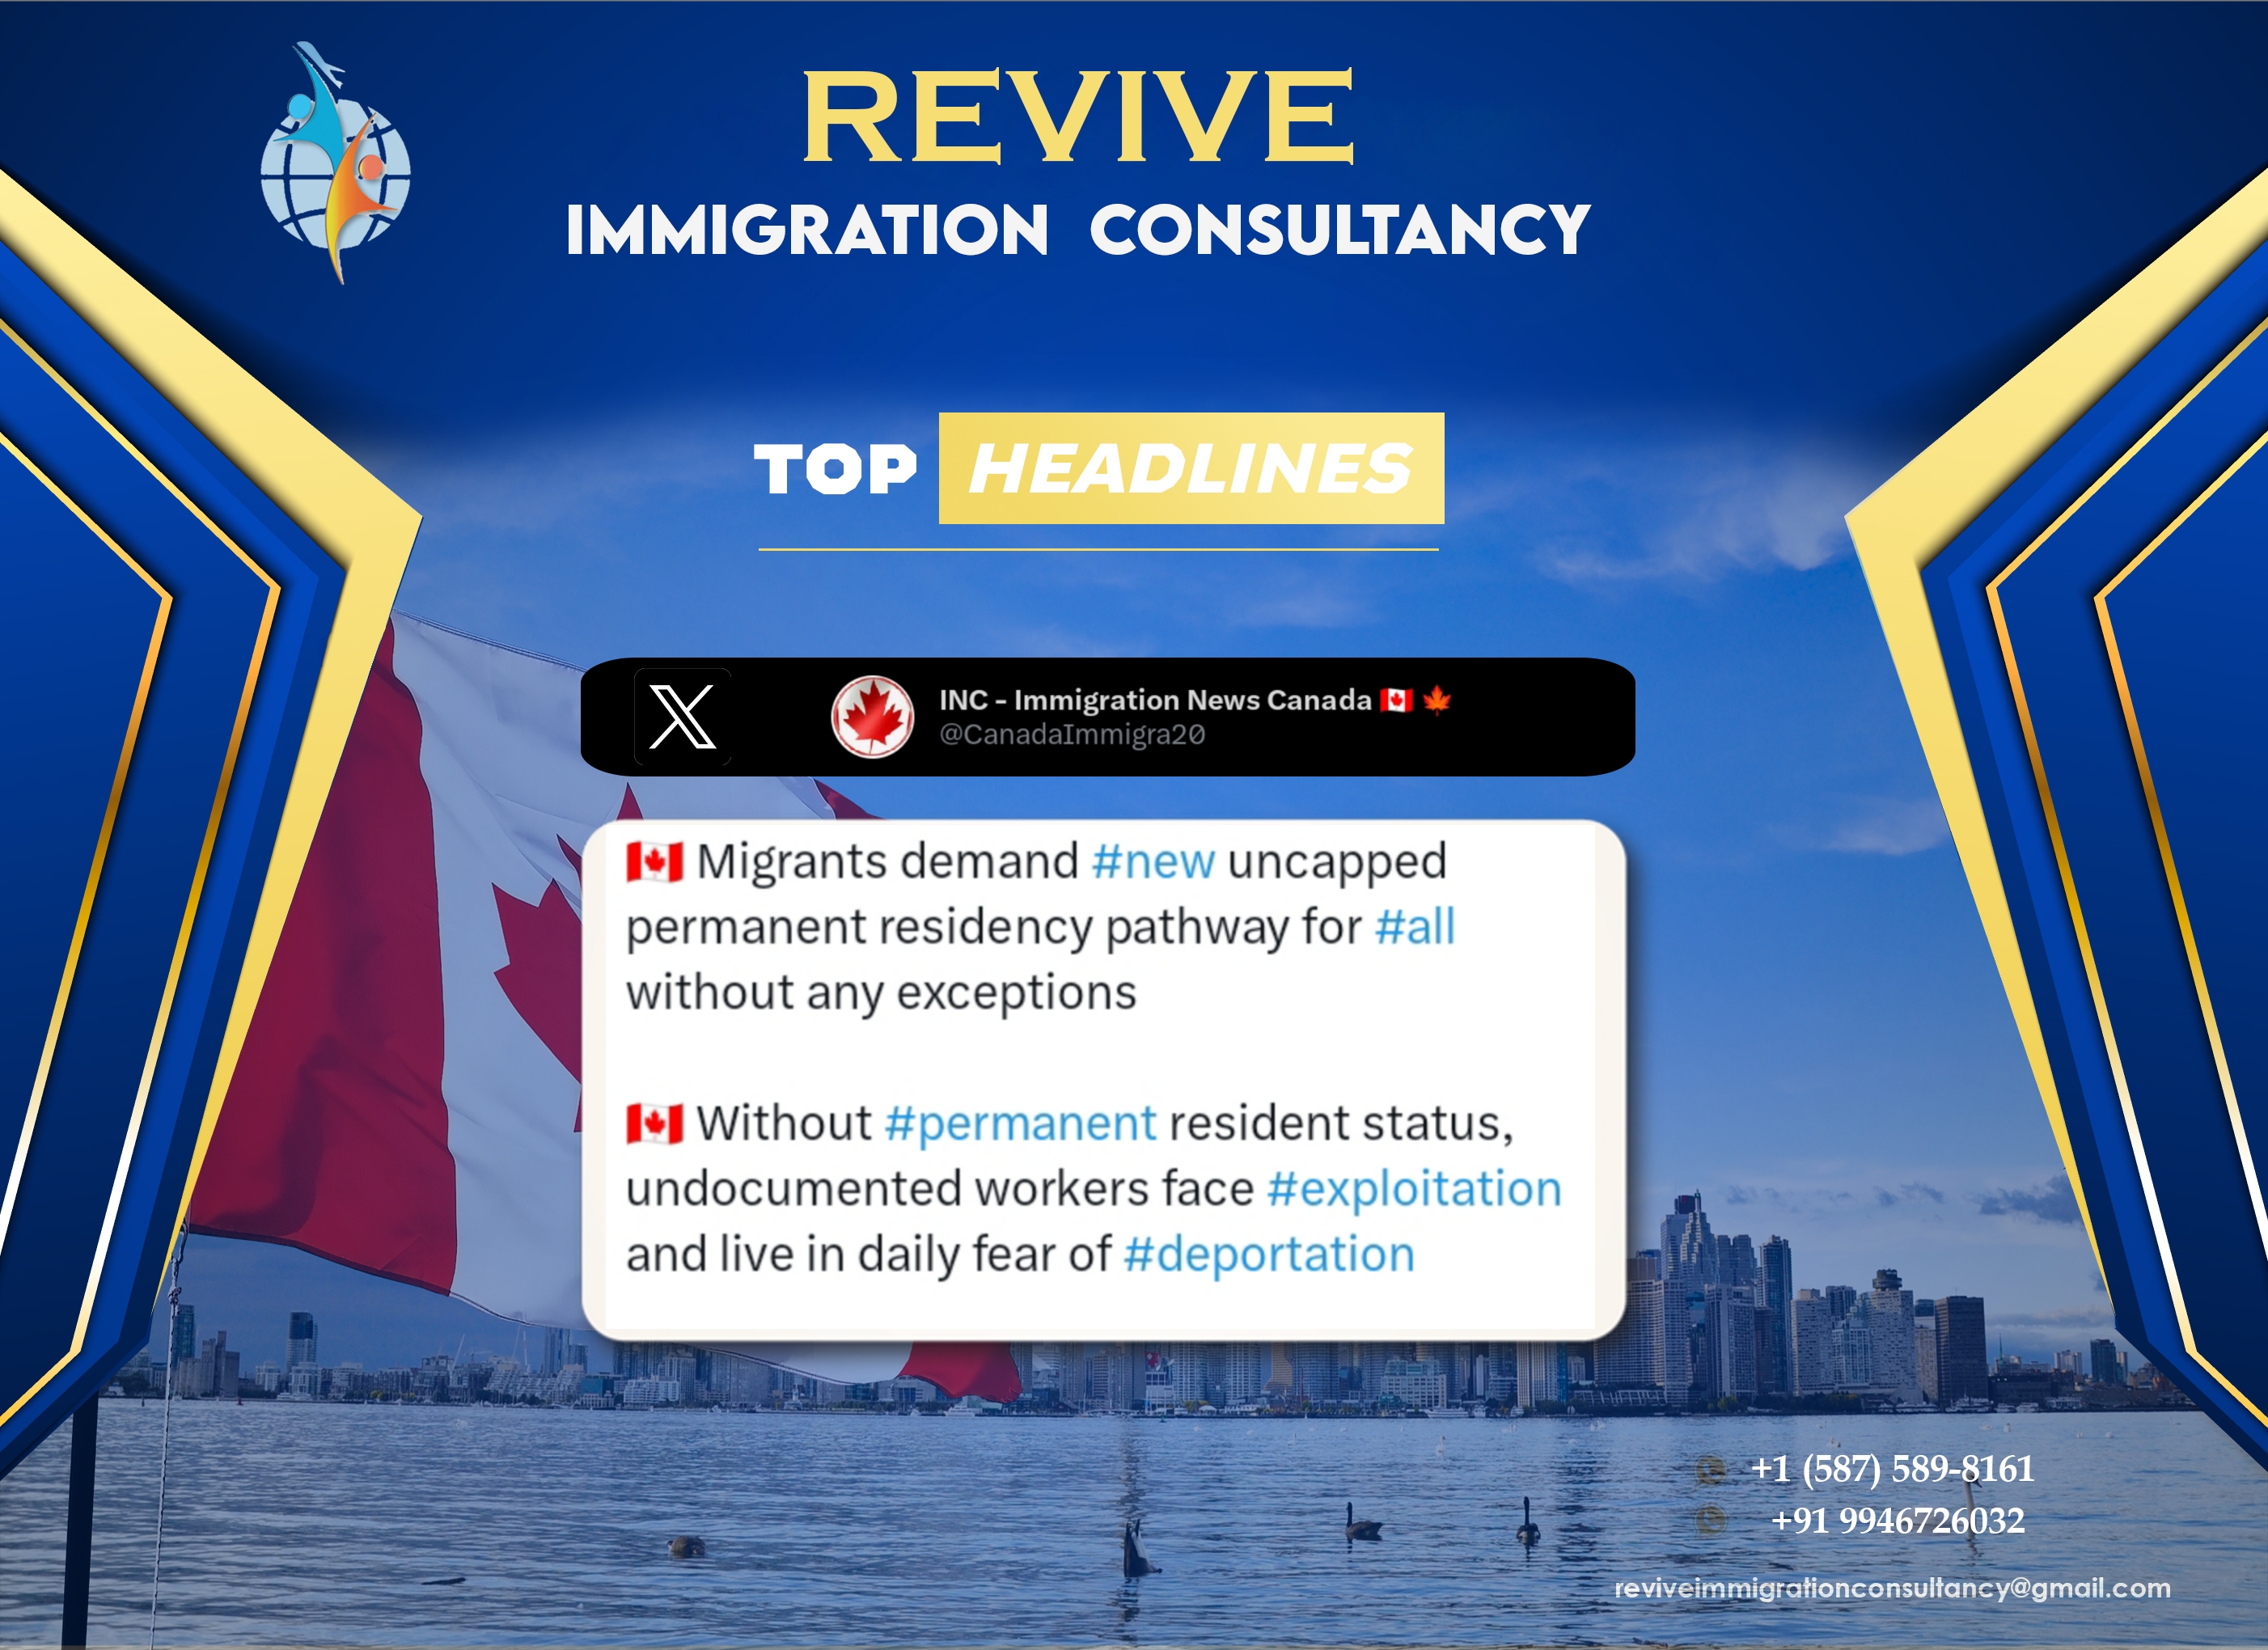 REVIVE
IMMIGRATION CONSULTANCY
TOP HEADLINES
INC - Immigration News Canada 🇨🇦 🍁
@CanadaImmigra20
🇨🇦 Migrants demand #new uncapped
permanent residency pathway for #all
without any exceptions
🇨🇦 Without #permanent resident status,
undocumented workers face #exploitation
and live in daily fear of #deportation
+1 (587) 589-8161
+91 9946726032
reviveimmigrationconsultancy@gmail.com